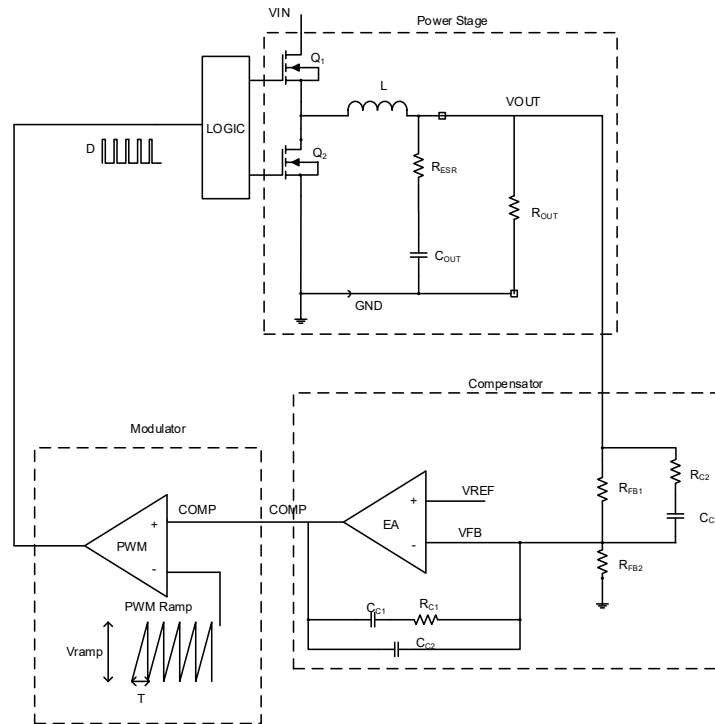 VIN
Power Stage
Q1
L
VOUT
LOGIC
D
Q2
RESR
ROUT
COUT
GND
Compensator
Modulator
RC2
RFB1
VREF
COMP
COMP
+
+
EA
CC
PWM
VFB
-
-
RFB2
PWM Ramp
CC1
RC1
Vramp
CC2
T